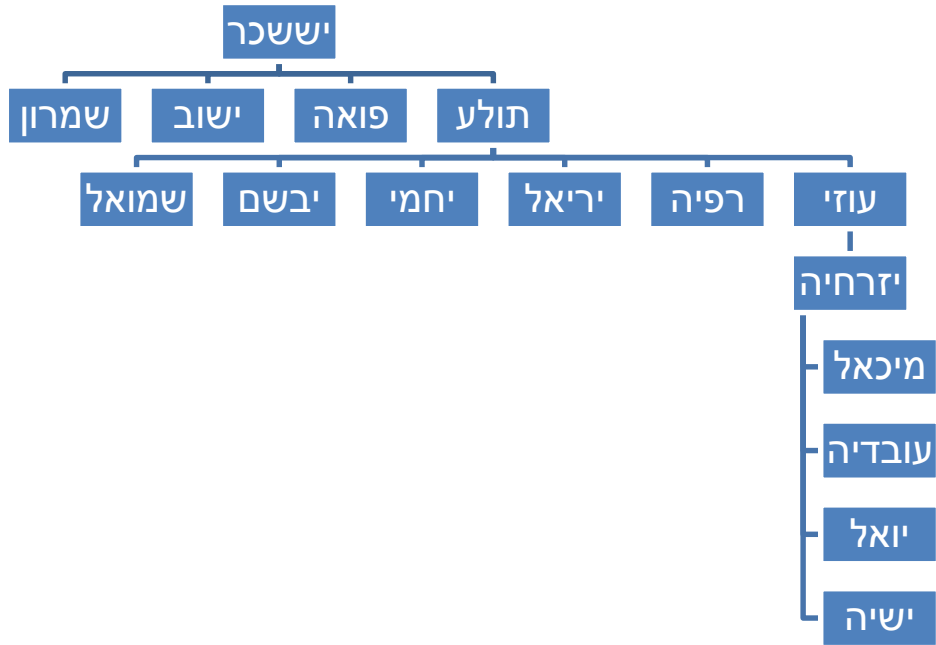 יששכר
תולע פואה ישוב שמרון
עוזי רפיה יריאל יחמי יבשם שמואל
יזרחיה
מיכאל
עובדיה
יואל
ישיה